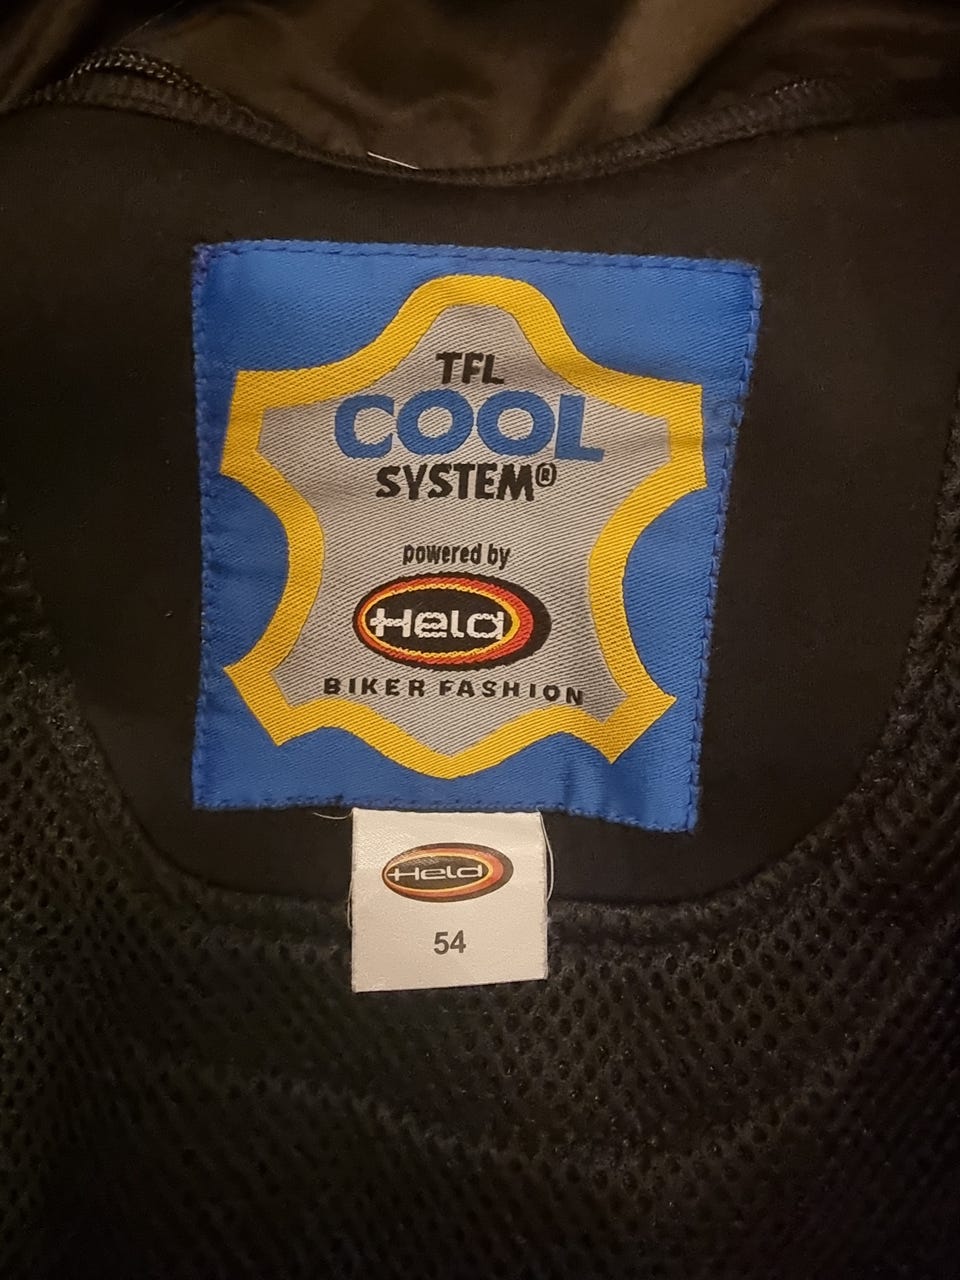 TFL
COOL
SYSTEM®
powered by
Held
BIKER FASHION
Held
54